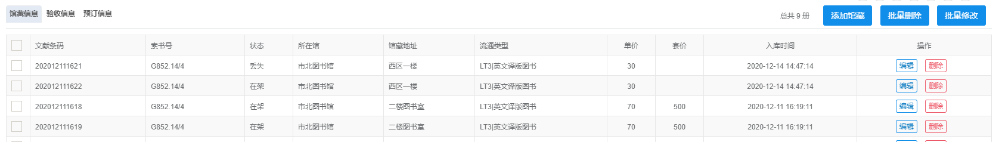 馆藏信息 验收信息 预订信息 总共 9 册 添加馆藏 批量删除 批量修改
文献条码 索书号 状态 所在馆 馆藏地址 流通类型 单价 套价 入库时间 操作
202012111621 G852.14/4 丢失 市北图书馆 西区一楼 LT3|英文译版图书 30 2020-12-14 14:47:14 编辑 删除
202012111622 G852.14/4 在架 市北图书馆 西区一楼 LT3|英文译版图书 30 2020-12-14 14:47:14 编辑 删除
202012111618 G852.14/4 在架 市北图书馆 二楼图书室 LT3|英文译版图书 70 500 2020-12-11 16:19:11 编辑 删除
202012111619 G852.14/4 在架 市北图书馆 二楼图书室 LT3|英文译版图书 70 500 2020-12-11 16:19:11 编辑 删除